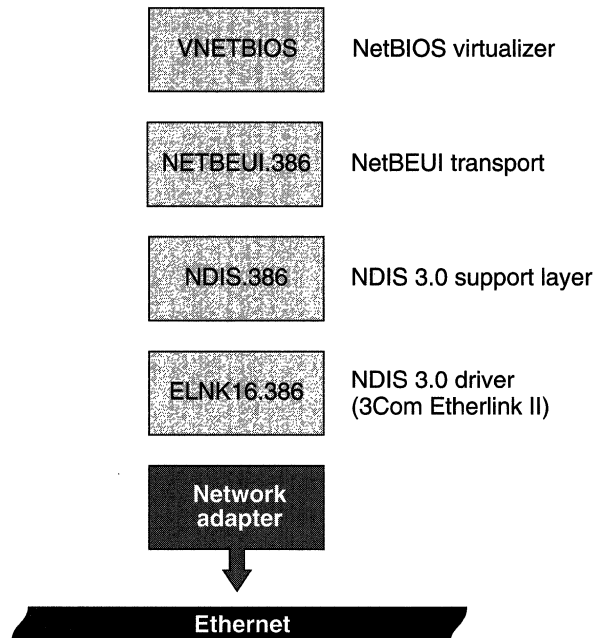 VNETBIOS
NetBIOS virtualizer
NETBEUI.386
NetBEUI transport
NDIS.386
NDIS 3.0 support layer
ELNK16.386
NDIS 3.0 driver
(3Com Etherlink II)
Network
adapter
Ethernet